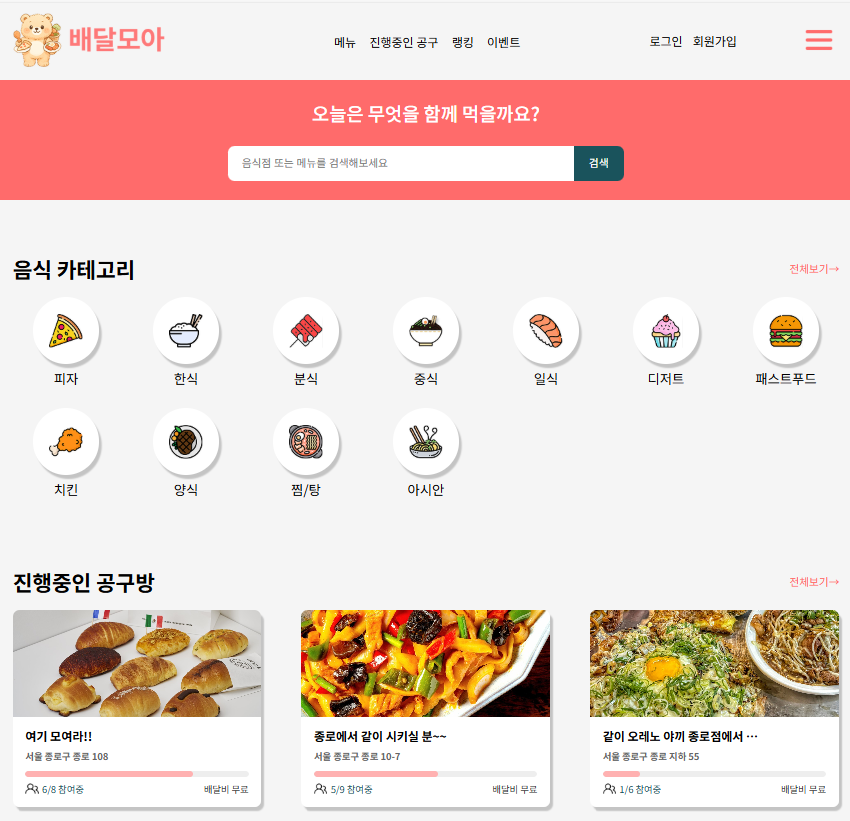 배달모아
메뉴 진행중인 공구 랭킹 이벤트
로그인 회원가입
오늘은 무엇을 함께 먹을까요?
음식점 또는 메뉴를 검색해보세요
검색
음식 카테고리
전체보기→
피자 한식 분식 중식 일식 디저트 패스트푸드
치킨 양식 찜/탕 아시안
진행중인 공구방
전체보기→
여기 모여라!!
서울 종로구 종로 108
6/8 참여중 배달비 무료
종로에서 같이 시키실 분~~
서울 종로구 종로 10-7
5/9 참여중 배달비 무료
같이 오레노 야끼 종로점에서 ···
서울 종로구 종로 지하 55
1/6 참여중 배달비 무료